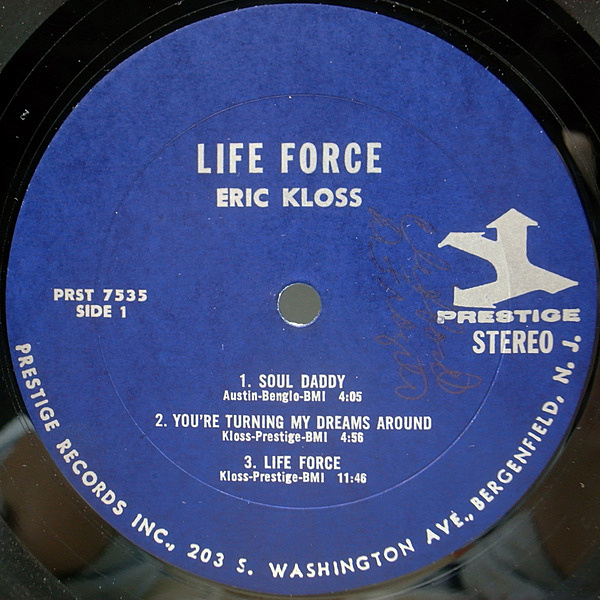 LIFE FORCE
ERIC KLOSS
PRST 7535
SIDE 1
PRESTIGE
STEREO
1. SOUL DADDY
Austin-Benglo-BMI 4:05
2. YOU'RE TURNING MY DREAMS AROUND
Kloss-Prestige-BMI 4:56
3. LIFE FORCE
Kloss-Prestige-BMI 11:46
PRESTIGE RECORDS INC., 203 S. WASHINGTON AVE., BERGENFIELD, N. J.